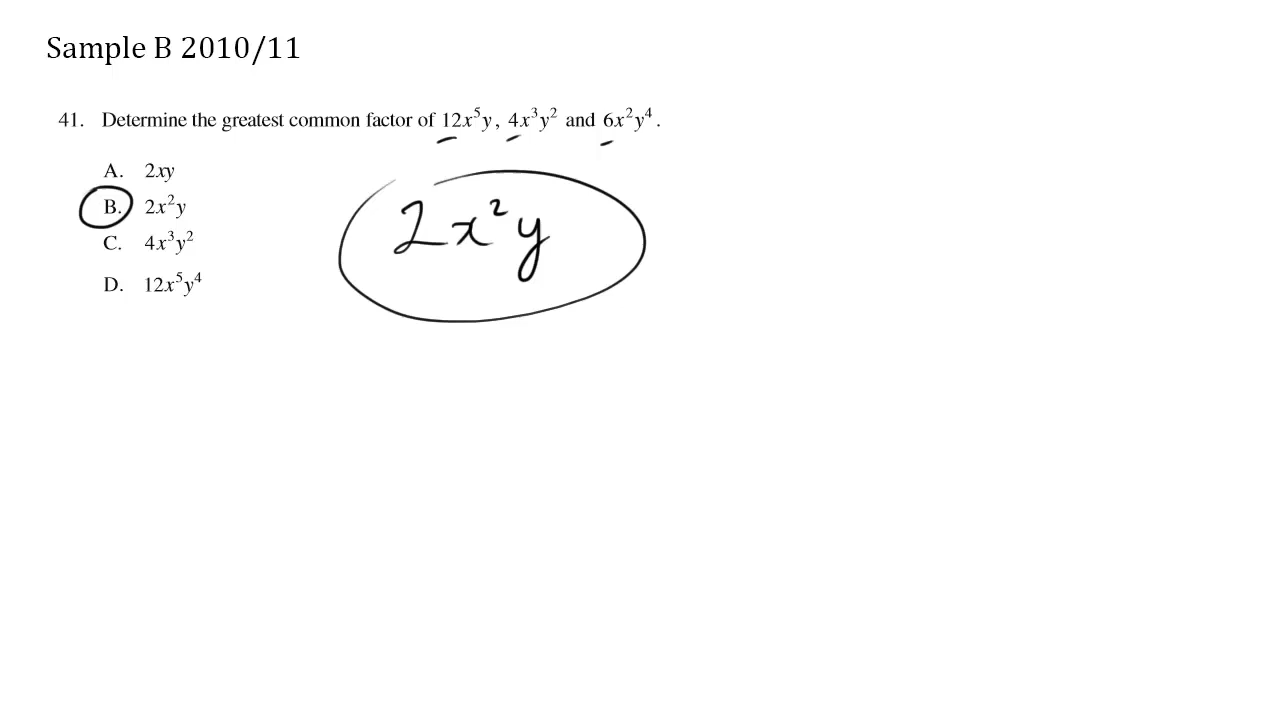 Sample B 2010/11
41. Determine the greatest common factor of 12x⁵y, 4x³y² and 6x²y⁴.
A. 2xy
B. 2x²y
C. 4x³y²
D. 12x⁵y⁴
2x²y